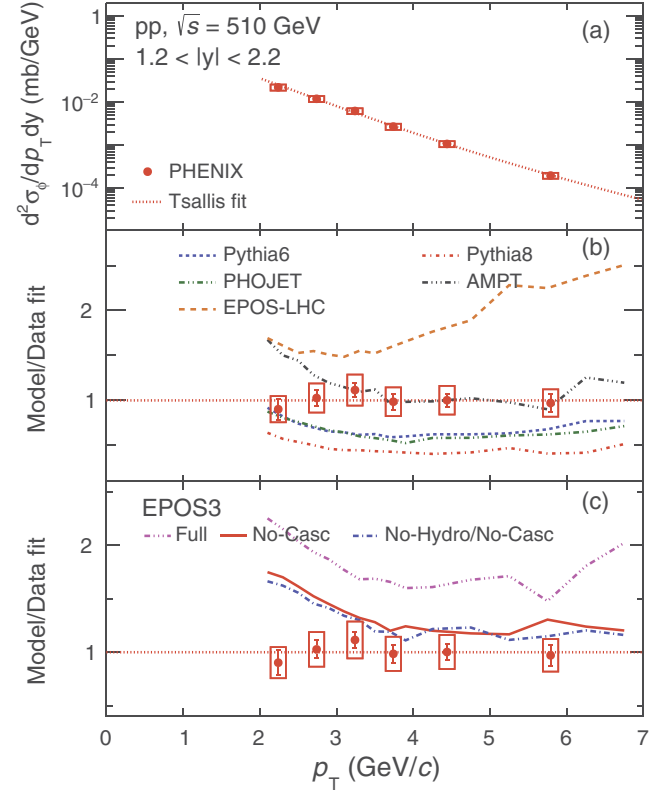 pp, √s = 510 GeV
(a)
1.2 < |y| < 2.2
d²σϕ/dp_T dy (mb/GeV)
1
10⁻²
10⁻⁴
PHENIX
Tsallis fit
(b)
Pythia6
Pythia8
PHOJET
AMPT
EPOS-LHC
Model/Data fit
2
1
EPOS3
(c)
Full
No-Casc
No-Hydro/No-Casc
Model/Data fit
2
1
0 1 2 3 4 5 6 7
p_T (GeV/c)